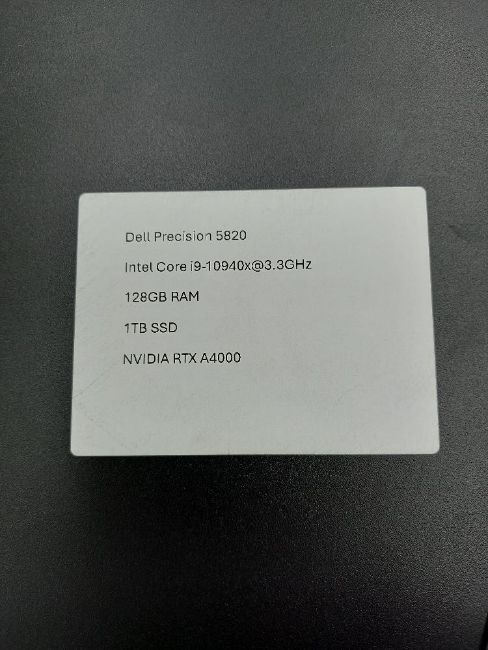 Dell Precision 5820
Intel Core i9-10940x@3.3GHz
128GB RAM
1TB SSD
NVIDIA RTX A4000